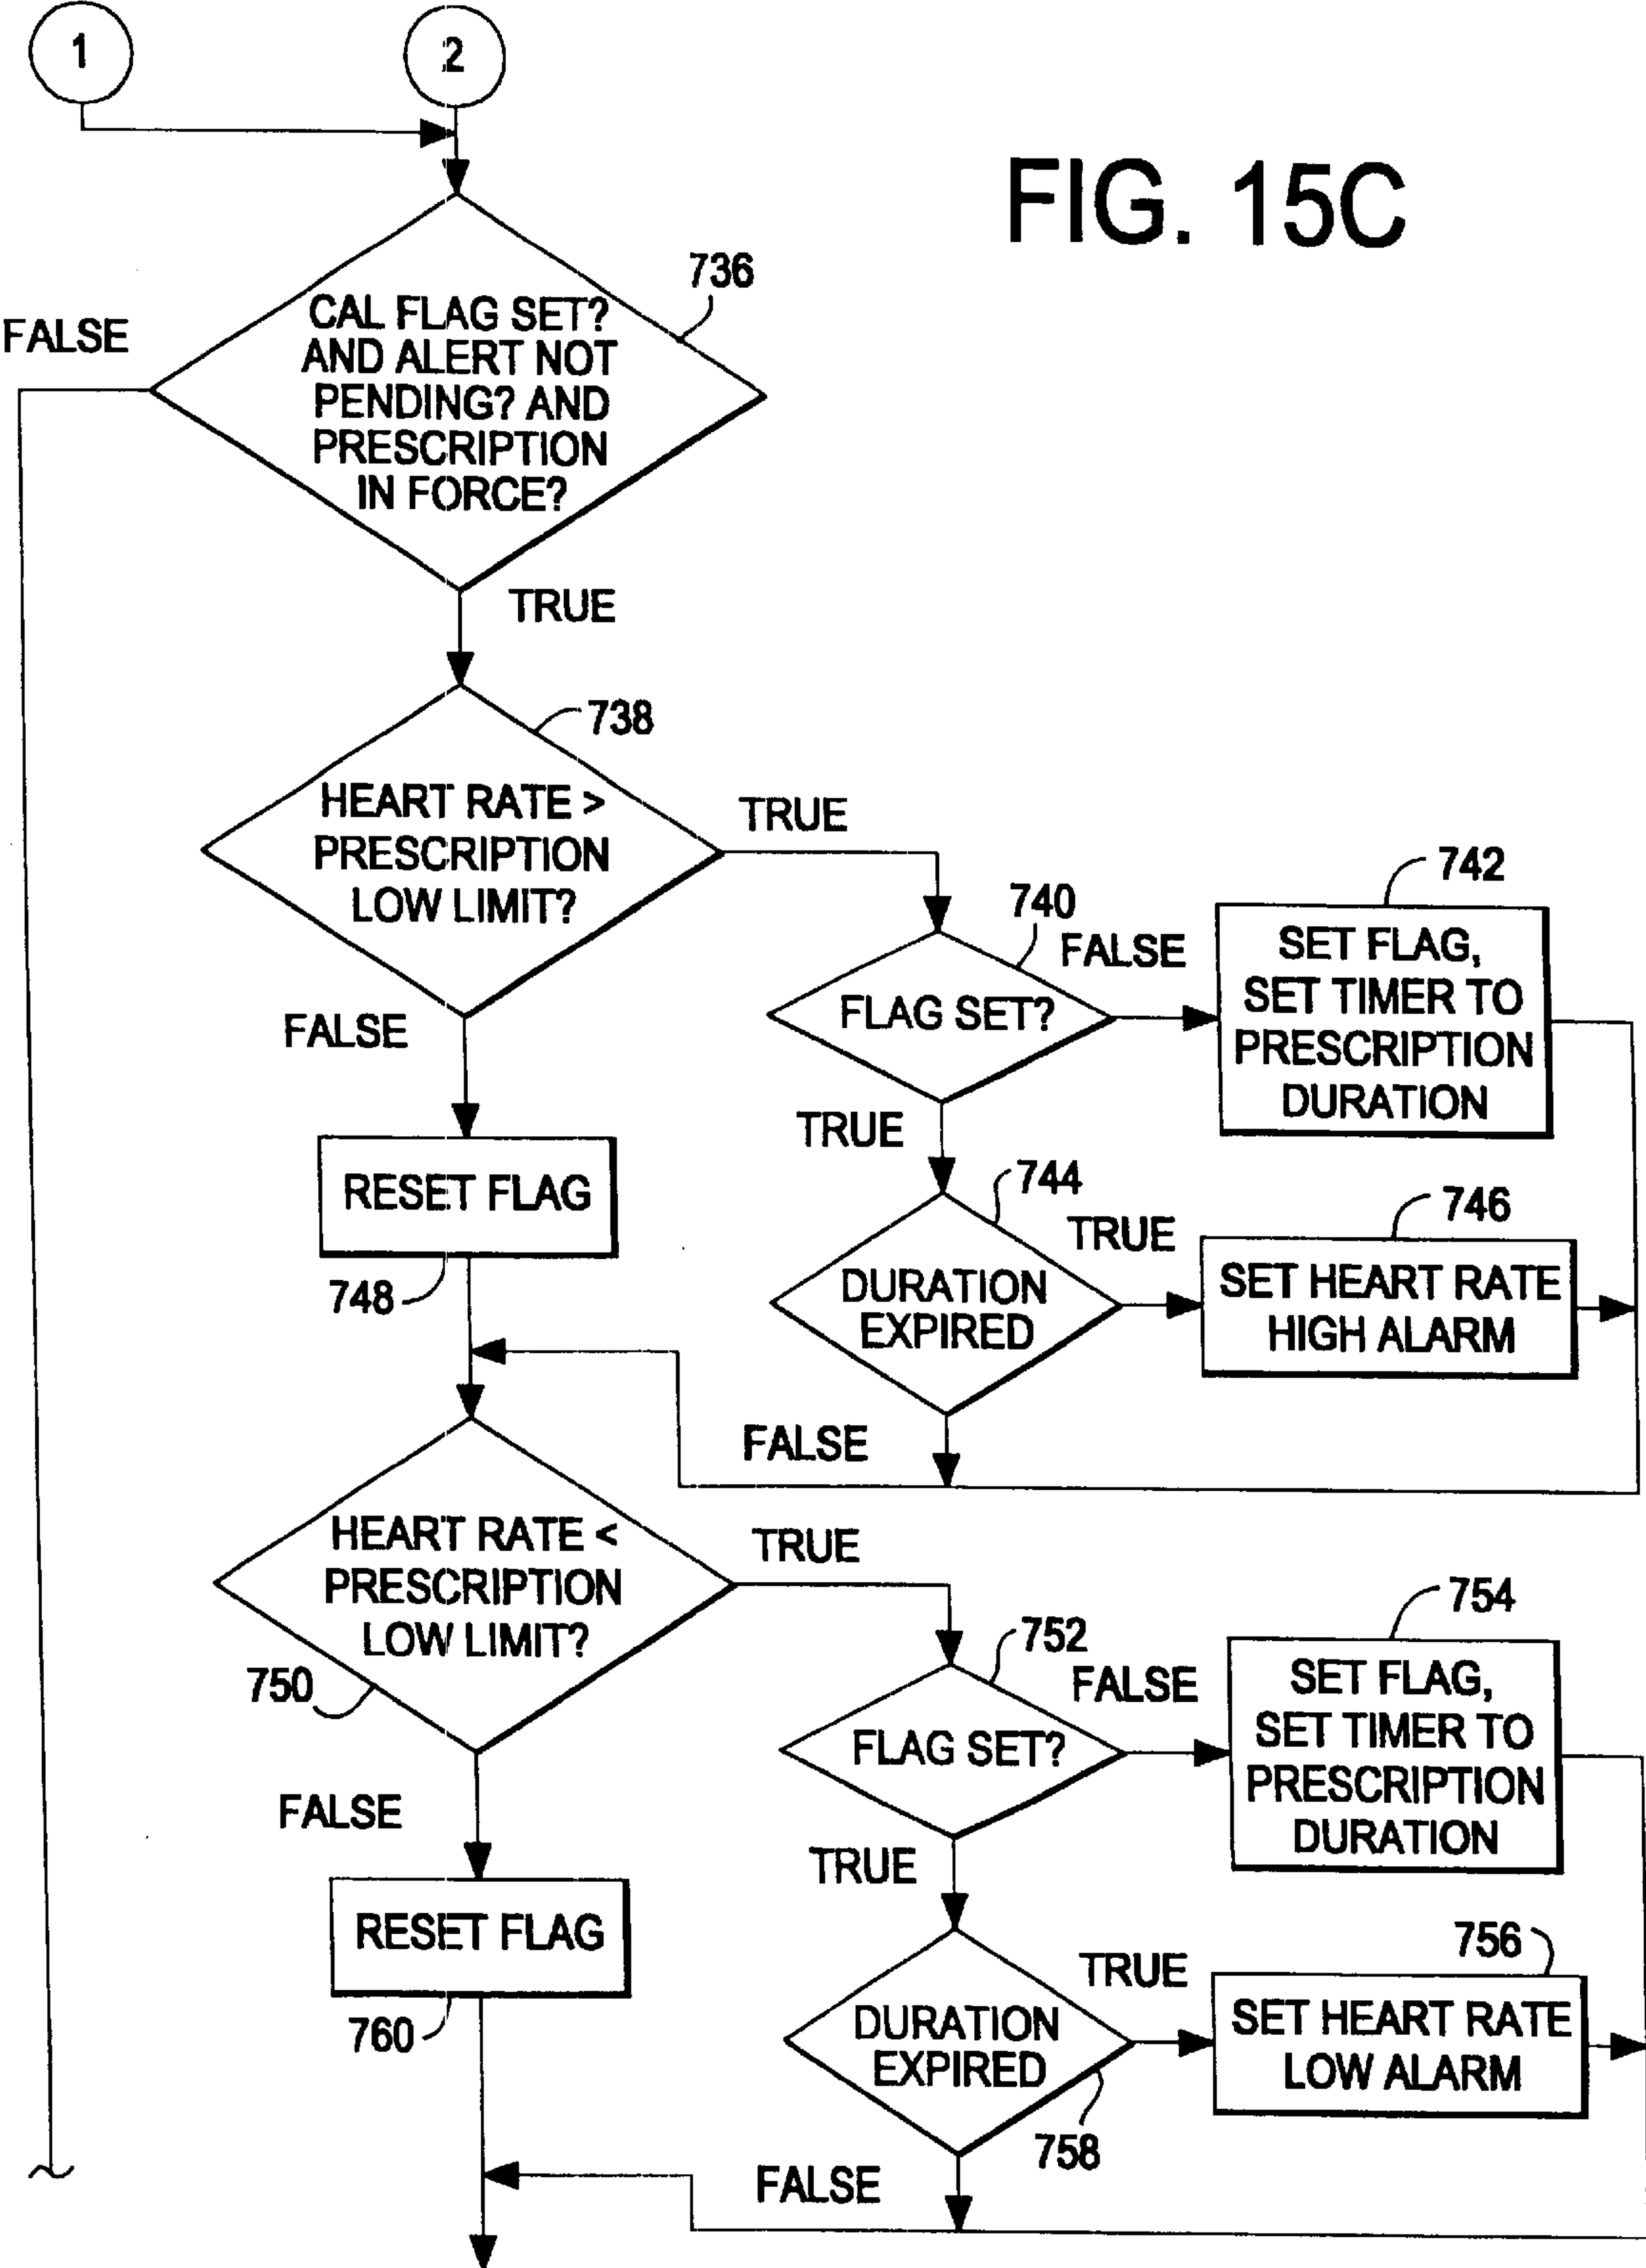 1
2
FIG. 15C
736
CAL FLAG SET?
AND ALERT NOT
PENDING? AND
PRESCRIPTION
IN FORCE?
FALSE
TRUE
738
HEART RATE >
PRESCRIPTION
LOW LIMIT?
TRUE
FALSE
740
FLAG SET?
FALSE
742
SET FLAG,
SET TIMER TO
PRESCRIPTION
DURATION
TRUE
744
DURATION
EXPIRED
TRUE
746
SET HEART RATE
HIGH ALARM
FALSE
RESET FLAG
748
HEART RATE <
PRESCRIPTION
LOW LIMIT?
750
TRUE
FALSE
752
FLAG SET?
FALSE
754
SET FLAG,
SET TIMER TO
PRESCRIPTION
DURATION
TRUE
DURATION
EXPIRED
758
TRUE
756
SET HEART RATE
LOW ALARM
FALSE
RESET FLAG
760